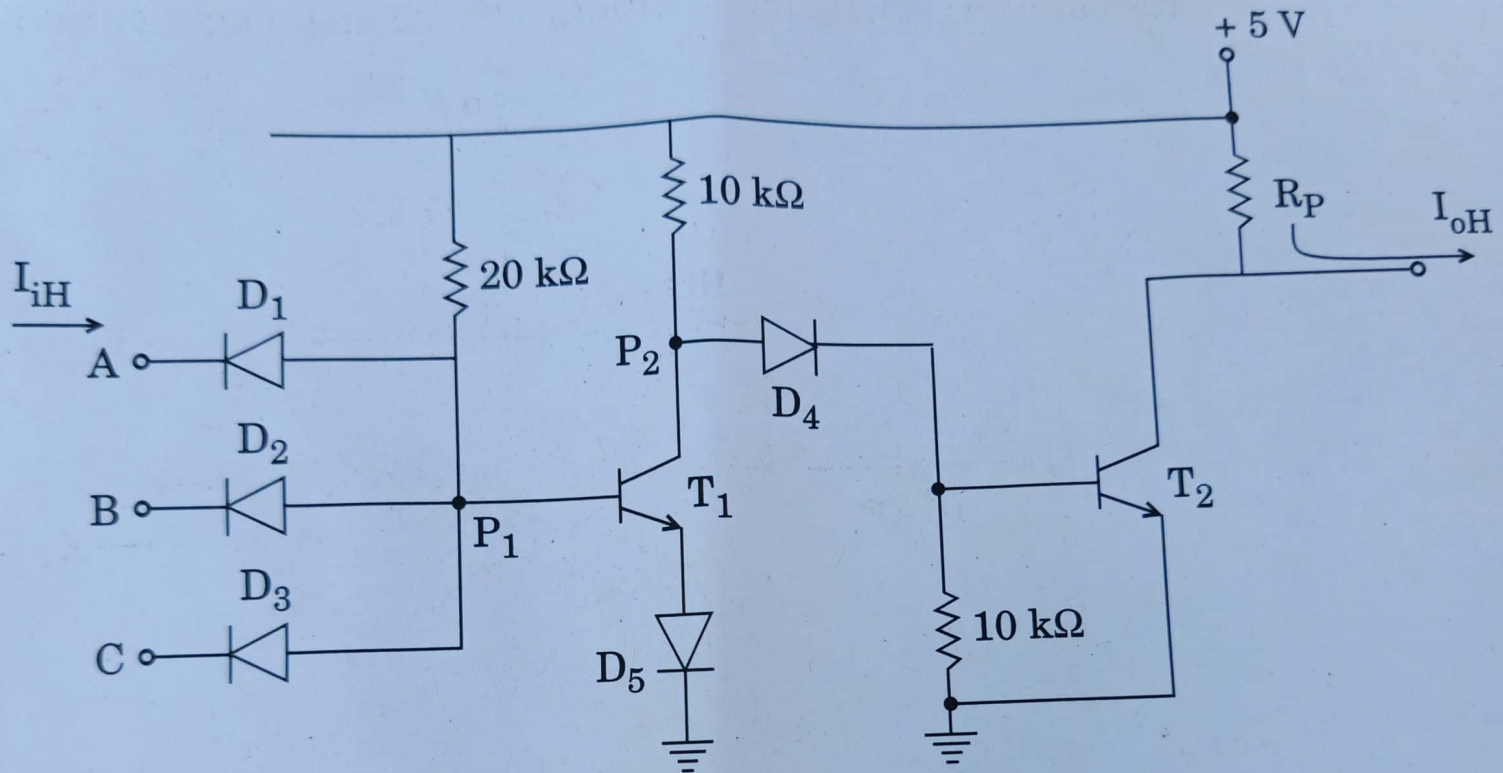 + 5 V
10 kΩ
R_P
I_oH
20 kΩ
I_iH
D_1
A
P_2
D_4
D_2
B
P_1
T_1
T_2
D_3
C
D_5
10 kΩ